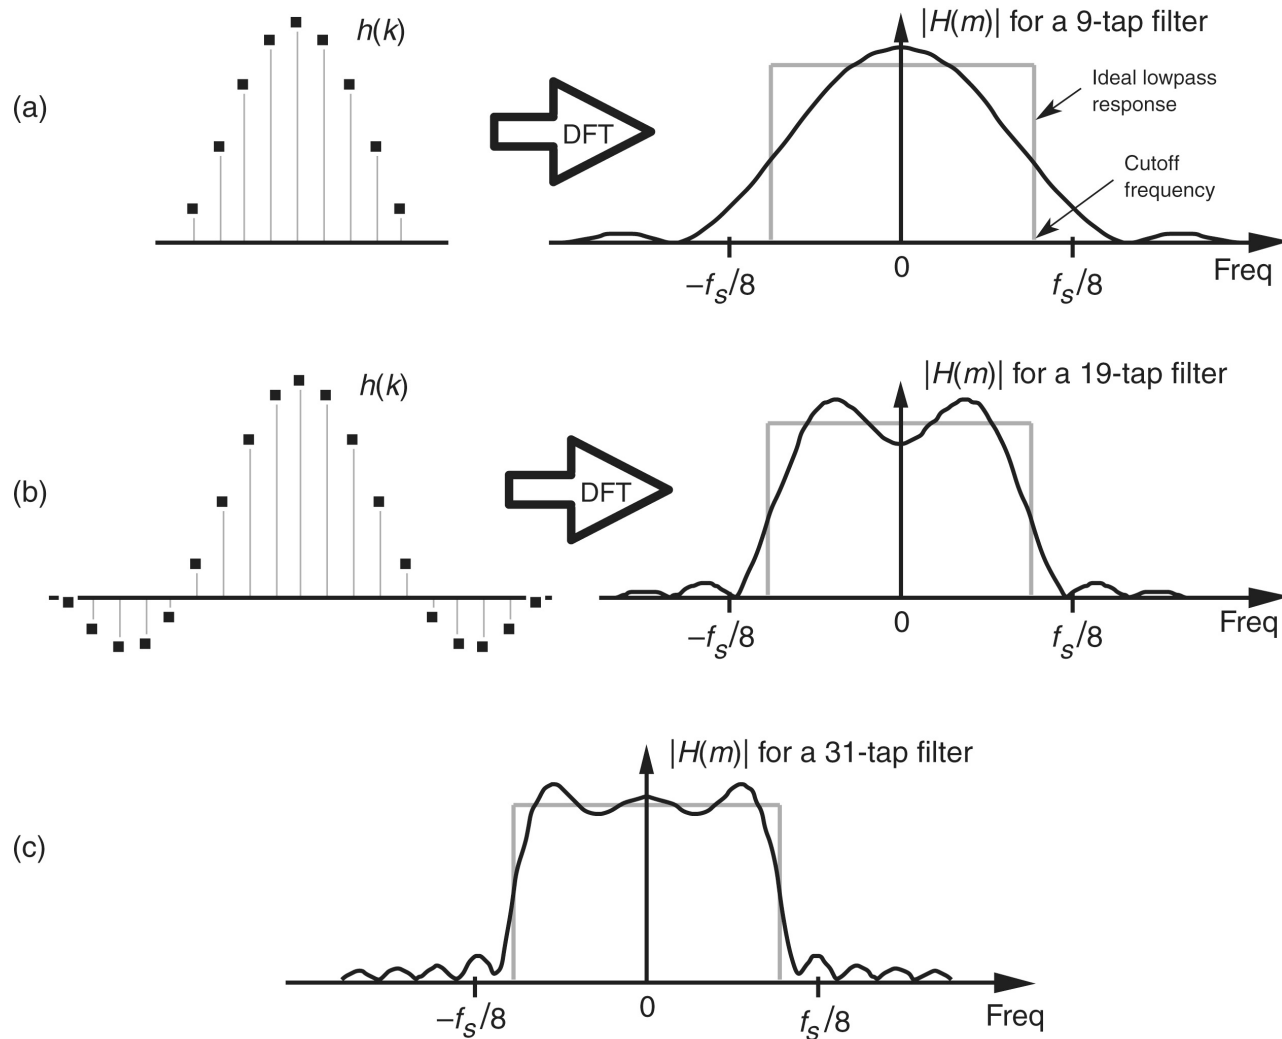 (a)
h(k)
DFT
|H(m)| for a 9-tap filter
Ideal lowpass
response
Cutoff
frequency
–fs/8
0
fs/8
Freq
(b)
h(k)
DFT
|H(m)| for a 19-tap filter
–fs/8
0
fs/8
Freq
(c)
|H(m)| for a 31-tap filter
–fs/8
0
fs/8
Freq